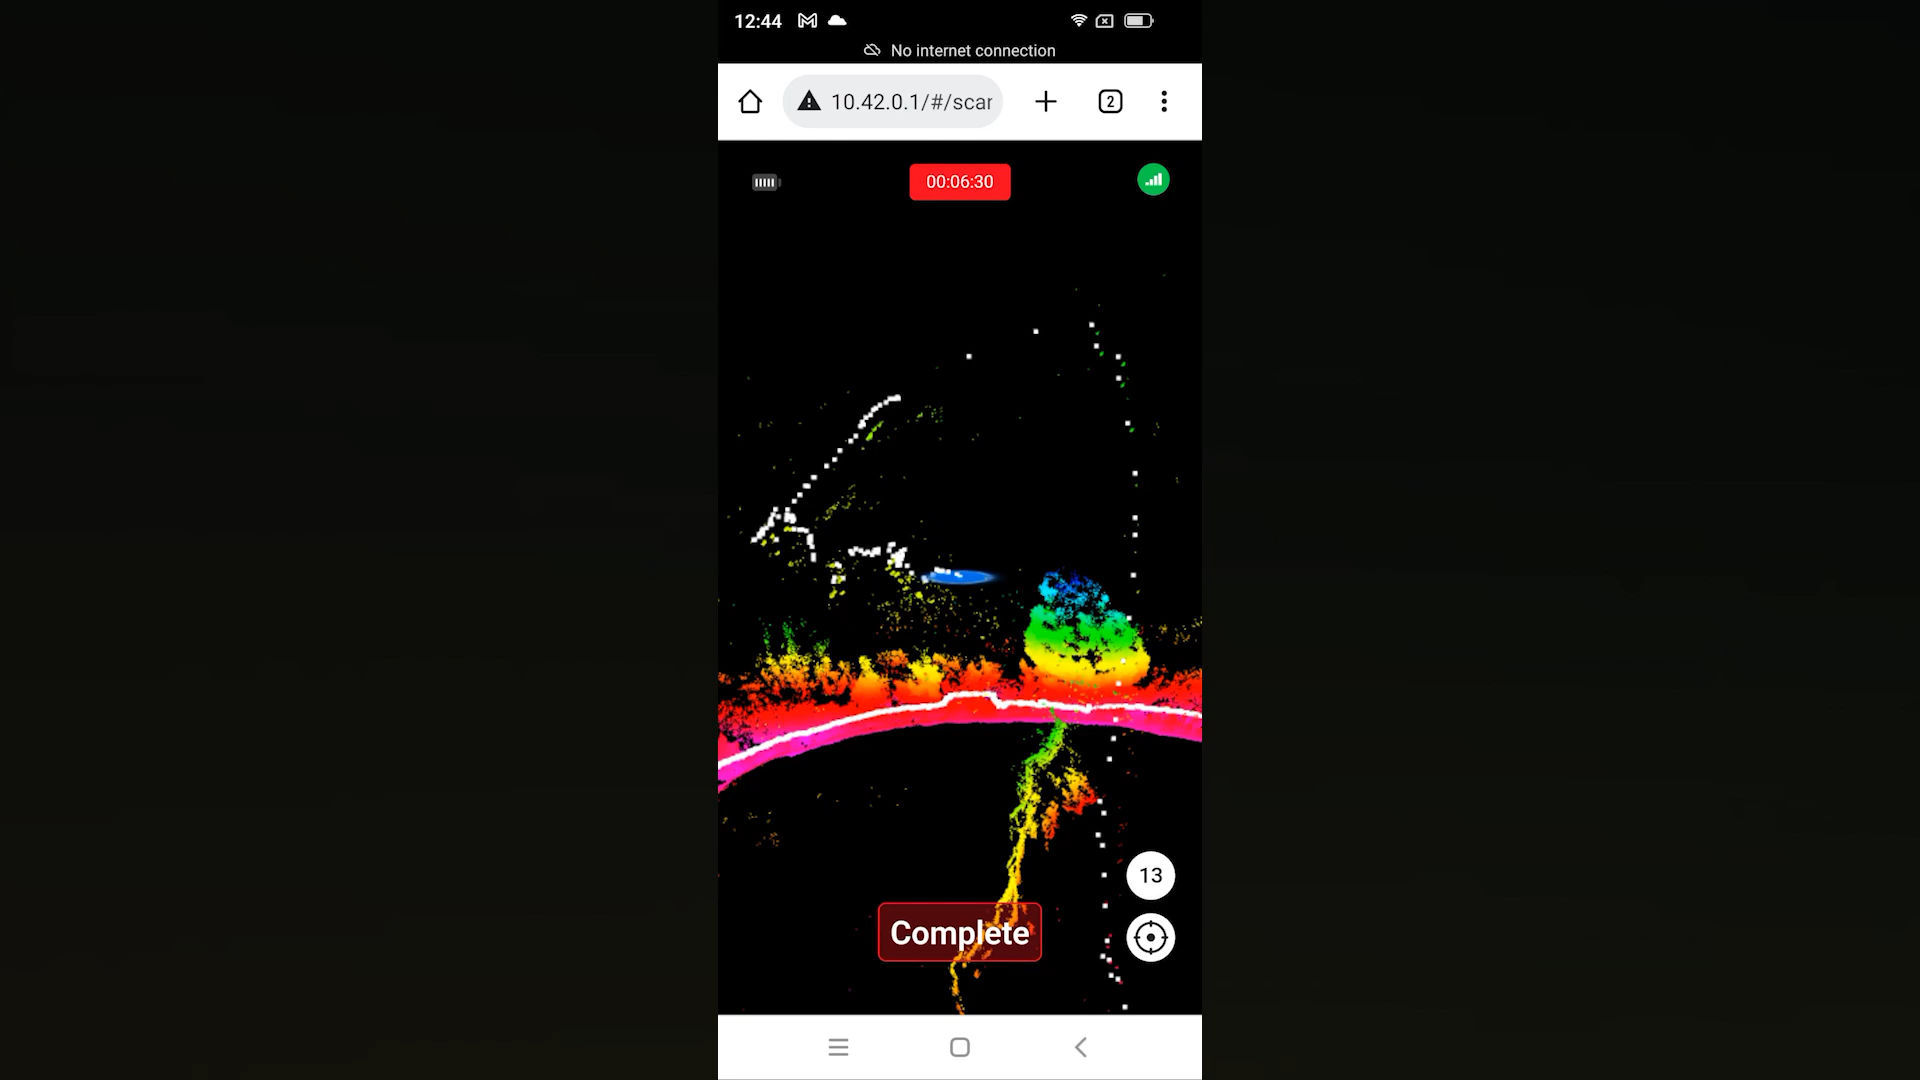 12:44
No internet connection
10.42.0.1/#/scar
2
00:06:30
13
Complete